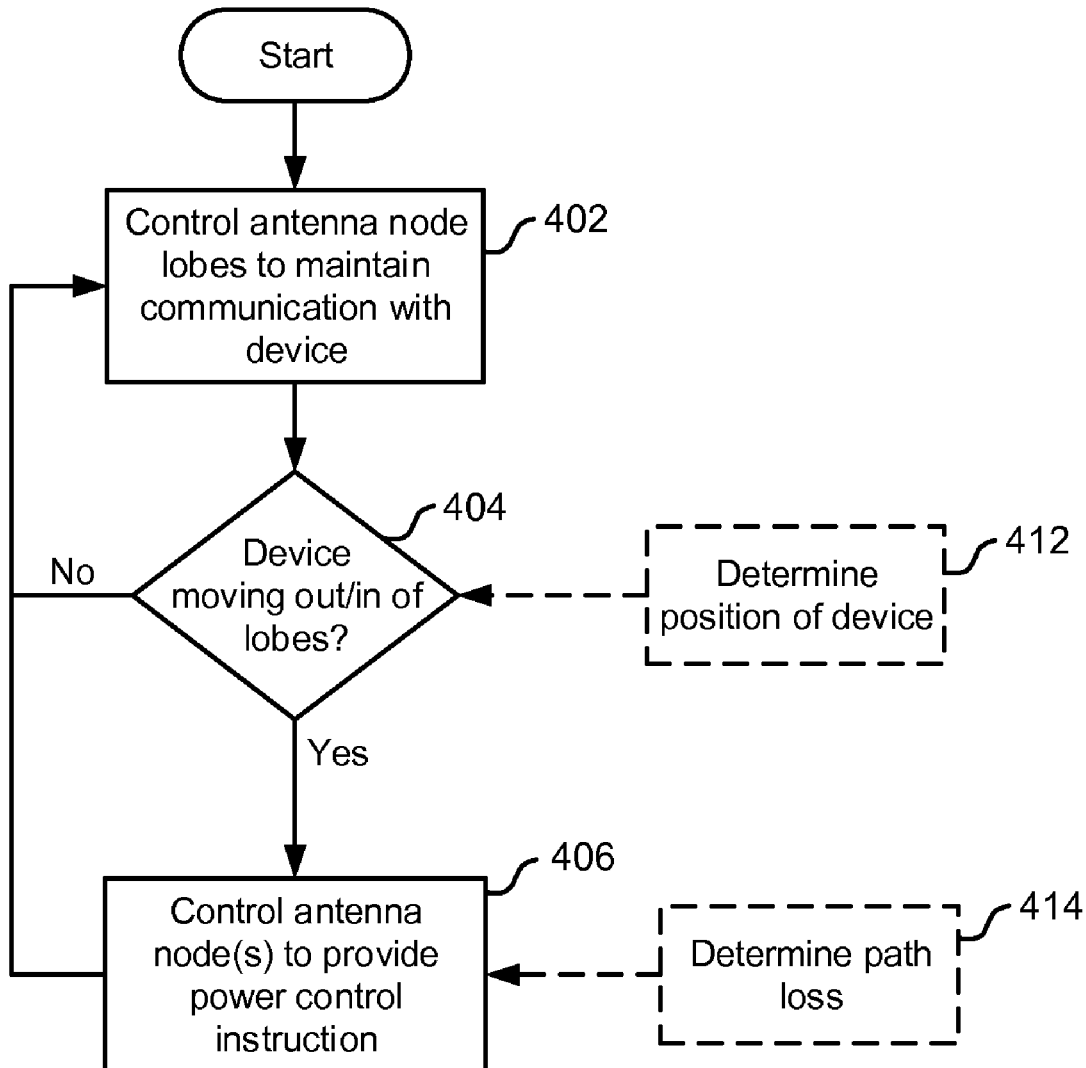 Start
Control antenna node
lobes to maintain
communication with
device
402
Device
moving out/in of
lobes?
404
No
Yes
Determine
position of device
412
Control antenna
node(s) to provide
power control
instruction
406
Determine path
loss
414